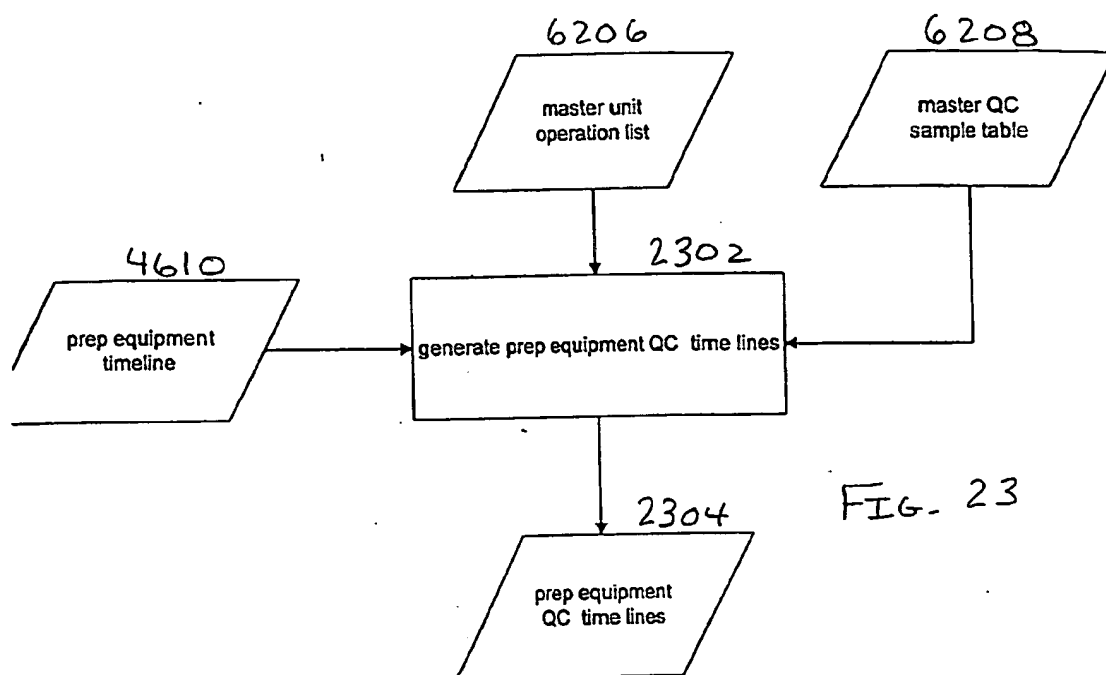 6206
6208
master unit
operation list
master QC
sample table
4610
2302
prep equipment
timeline
generate prep equipment QC time lines
2304
FIG. 23
prep equipment
QC time lines